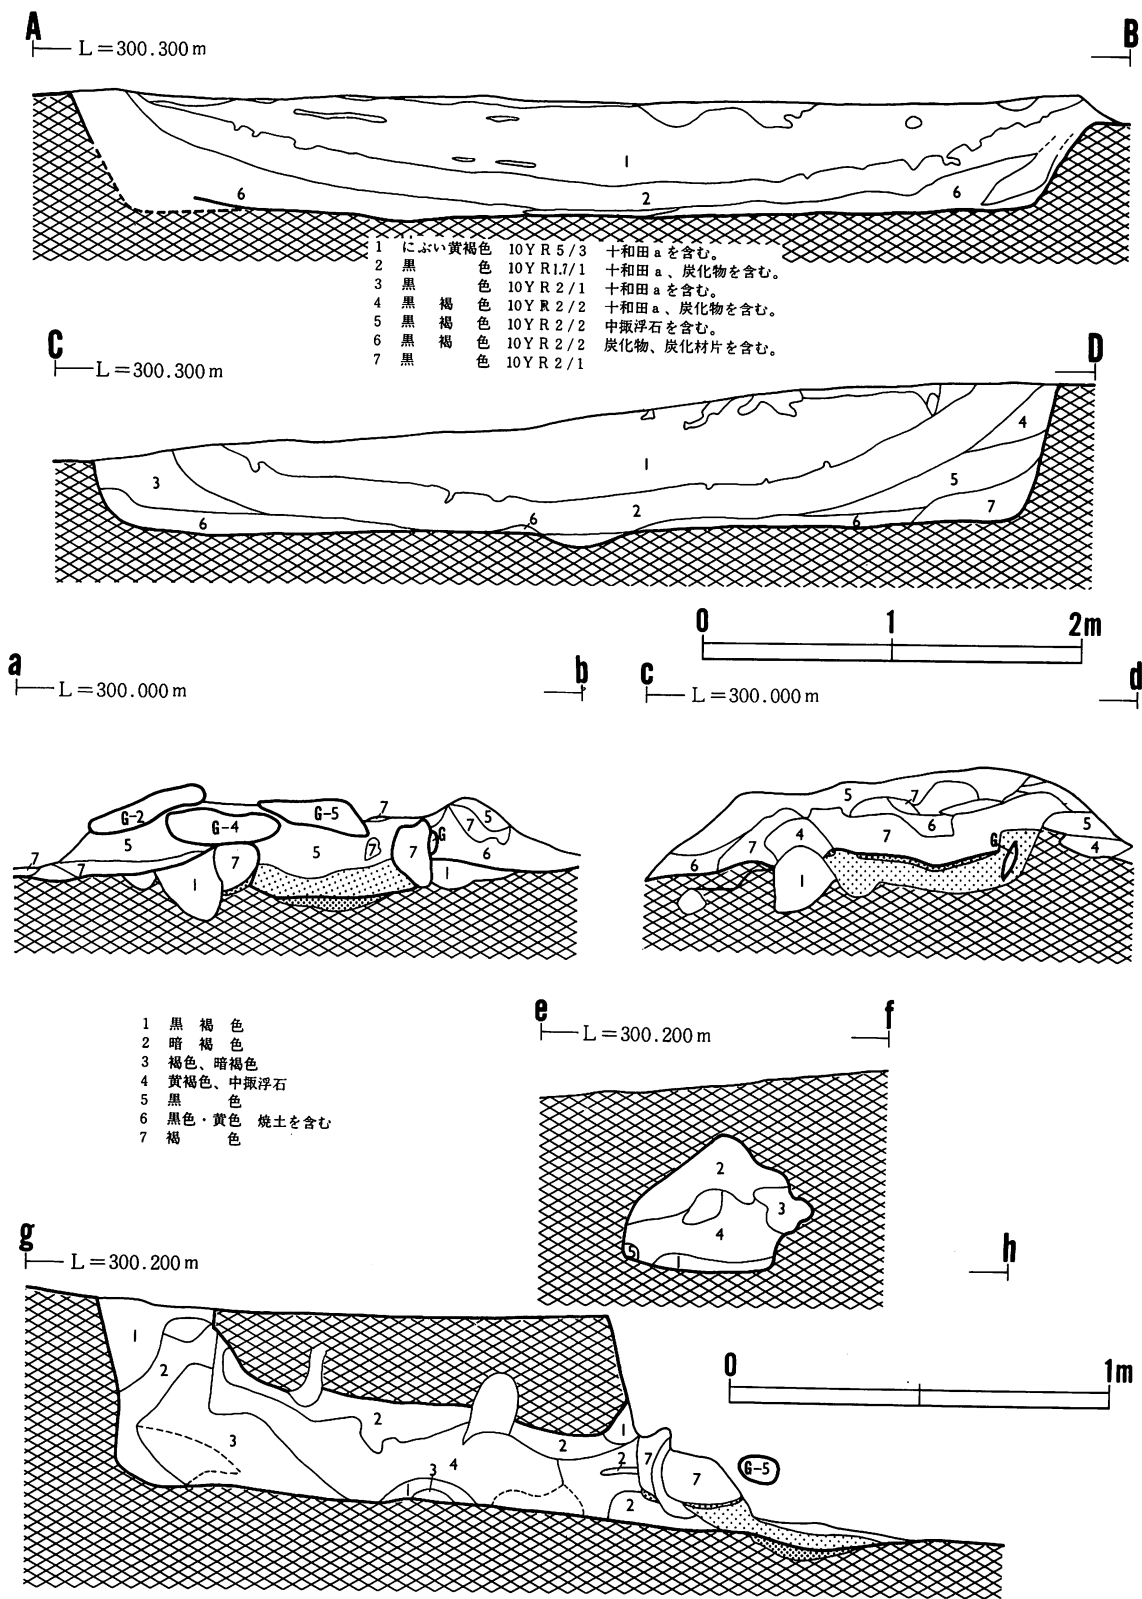 A B
L=300.300m
1
6 2 6
1 にぶい黄褐色 10YR5/3 十和田aを含む。
2 黒 色 10YR1.7/1 十和田a、炭化物を含む。
3 黒 色 10YR2/1 十和田aを含む。
4 黒 褐 色 10YR2/2 十和田a、炭化物を含む。
5 黒 褐 色 10YR2/2 中掫浮石を含む。
6 黒 褐 色 10YR2/2 炭化物、炭化材片を含む。
7 黒 色 10YR2/1
C D
L=300.300m
4
1
3 5
7
6 6 2 6
0 1 2m
a b
L=300.000m
c d
L=300.000m
G-2 G-4 G-5 7 7 5
5 5 7 7 G 6
7 7 7 1 1
5 7
4 7 6 5
6 7 1 G 4
1 黒 褐 色
2 暗 褐 色
3 褐色、暗褐色
4 黄褐色、中掫浮石
5 黒 色
6 黒色・黄色 焼土を含む
7 褐 色
e f
L=300.200m
2
3
4
5 1
g h
L=300.200m
0 1m
1
2
2
3 4 2 1
3 2 7 7 G-5
1 2